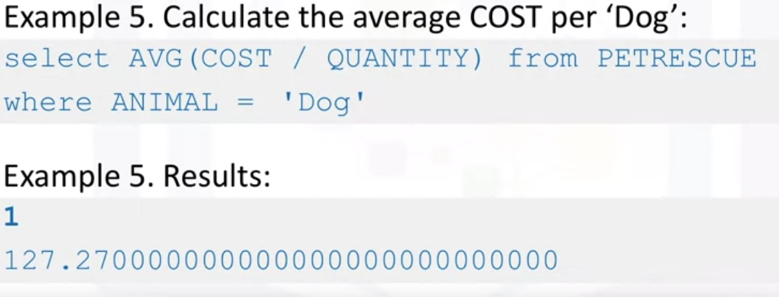 Example 5. Calculate the average COST per ‘Dog’:
select AVG(COST / QUANTITY) from PETRESCUE
where ANIMAL = 'Dog'
Example 5. Results:
1
127.270000000000000000000000000